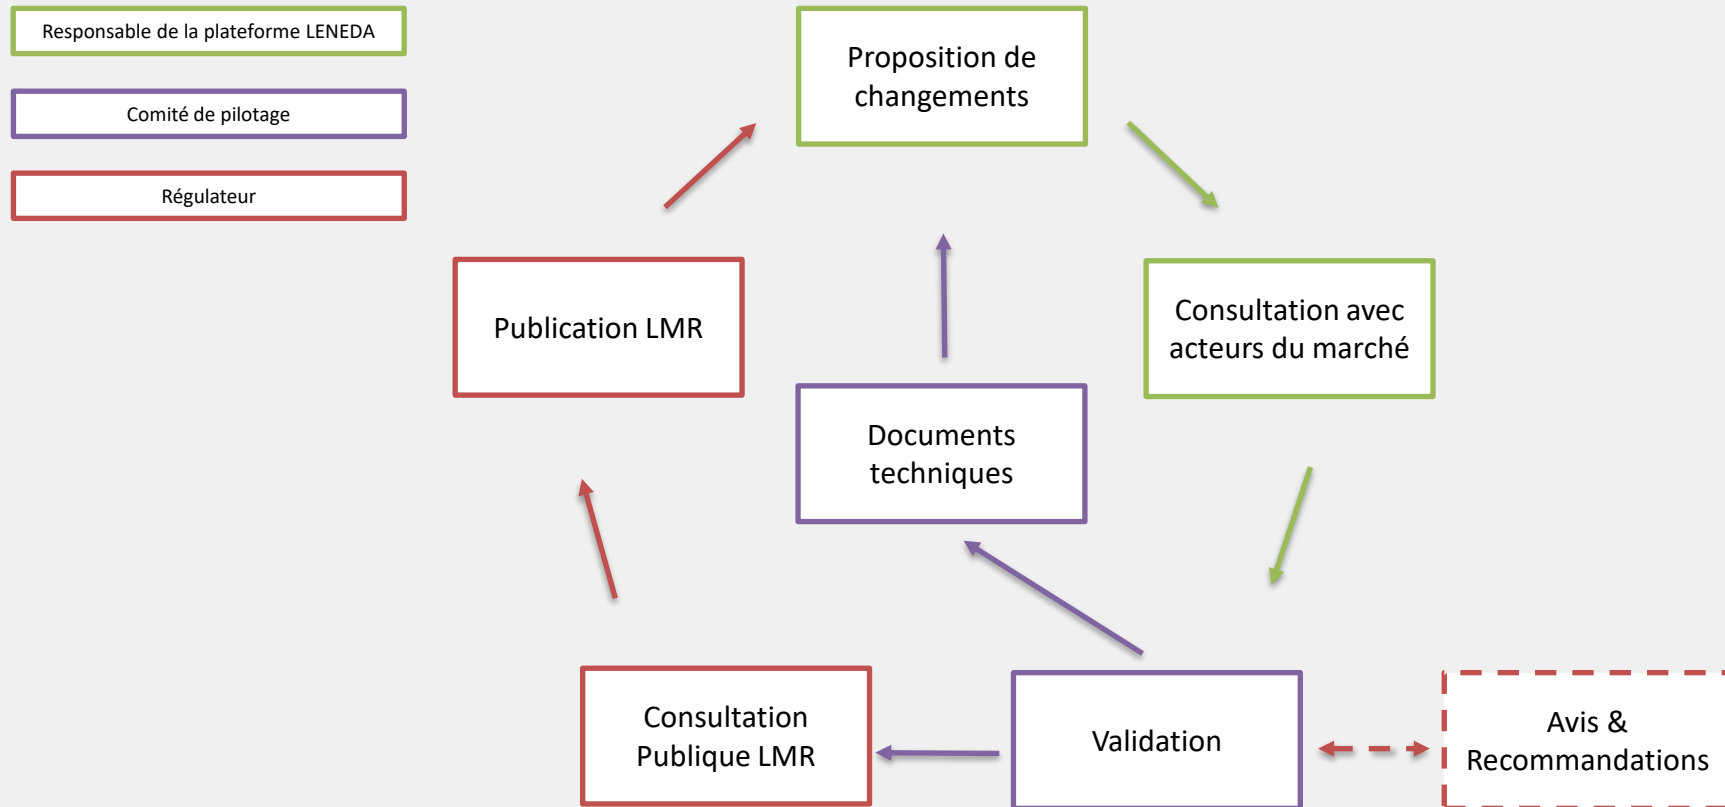 Responsable de la plateforme LENEDA
Comité de pilotage
Régulateur
Proposition de
changements
Publication LMR
Consultation avec
acteurs du marché
Documents
techniques
Consultation
Publique LMR
Validation
Avis &
Recommandations